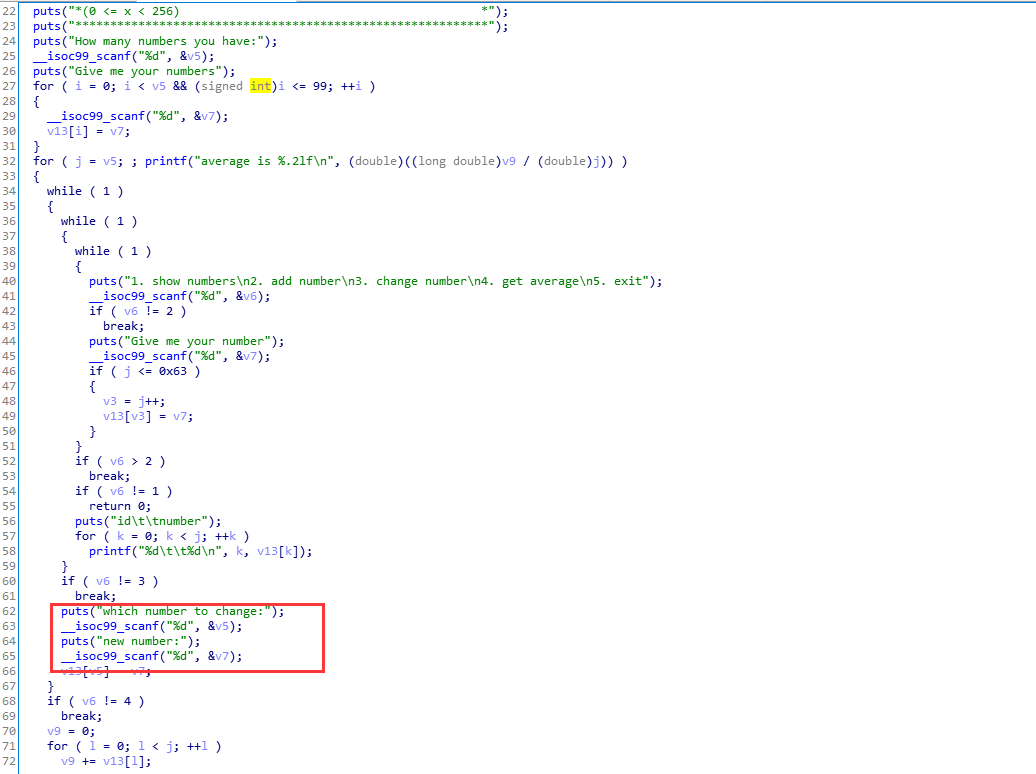 22 puts("*(0 <= x < 256)                                           *");
23 puts("***********************************************************");
24 puts("How many numbers you have:");
25 __isoc99_scanf("%d", &v5);
26 puts("Give me your numbers");
27 for ( i = 0; i < v5 && (signed int)i <= 99; ++i )
28 {
29   __isoc99_scanf("%d", &v7);
30   v13[i] = v7;
31 }
32 for ( j = v5; ; printf("average is %.2lf\n", (double)((long double)v9 / (double)j)) )
33 {
34   while ( 1 )
35   {
36     while ( 1 )
37     {
38       while ( 1 )
39       {
40         puts("1. show numbers\n2. add number\n3. change number\n4. get average\n5. exit");
41         __isoc99_scanf("%d", &v6);
42         if ( v6 != 2 )
43           break;
44         puts("Give me your number");
45         __isoc99_scanf("%d", &v7);
46         if ( j <= 0x63 )
47         {
48           v3 = j++;
49           v13[v3] = v7;
50         }
51       }
52       if ( v6 > 2 )
53         break;
54       if ( v6 != 1 )
55         return 0;
56       puts("id\t\tnumber");
57       for ( k = 0; k < j; ++k )
58         printf("%d\t\t%d\n", k, v13[k]);
59     }
60     if ( v6 != 3 )
61       break;
62     puts("which number to change:");
63     __isoc99_scanf("%d", &v5);
64     puts("new number:");
65     __isoc99_scanf("%d", &v7);
66     v13[v5] = v7;
67   }
68   if ( v6 != 4 )
69     break;
70   v9 = 0;
71   for ( l = 0; l < j; ++l )
72     v9 += v13[l];